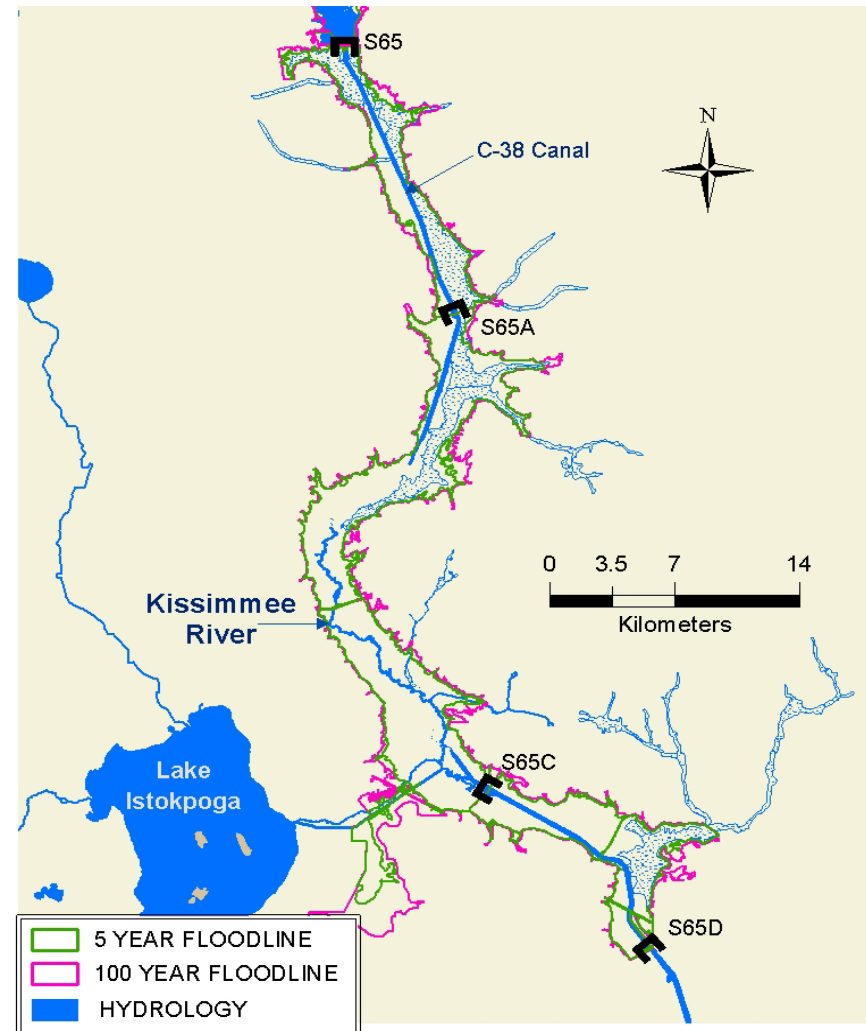 S65
N
C-38 Canal
S65A
0 3.5 7 14
Kilometers
Kissimmee
River
S65C
Lake
Istokpoga
S65D
5 YEAR FLOODLINE
100 YEAR FLOODLINE
HYDROLOGY